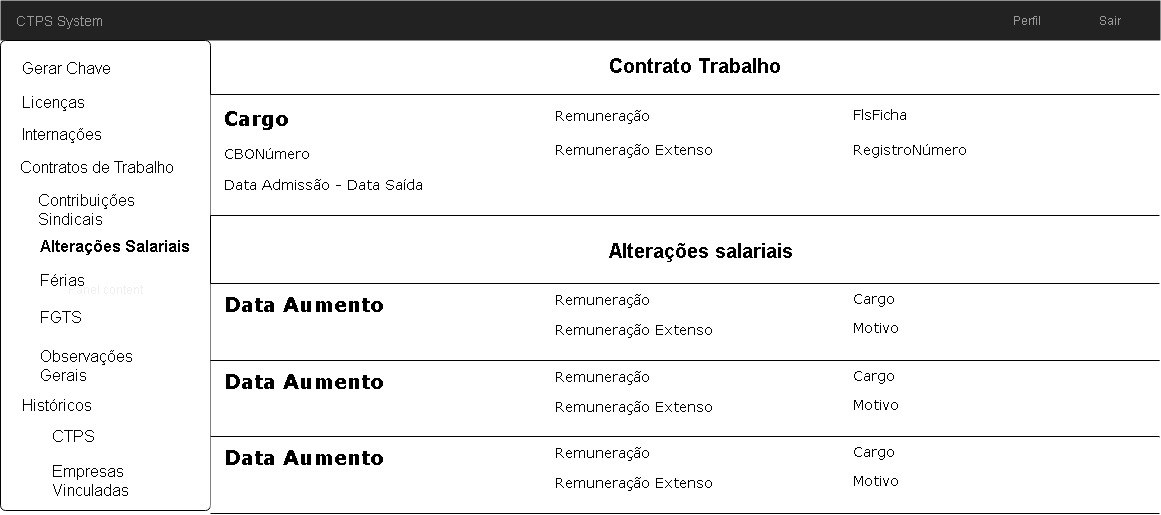 CTPS System
Perfil
Sair
Gerar Chave
Licenças
Internações
Contratos de Trabalho
Contribuições
Sindicais
Alterações Salariais
Férias
Panel content
FGTS
Observações
Gerais
Históricos
CTPS
Empresas
Vinculadas
Contrato Trabalho
Cargo
Remuneração
FlsFicha
CBONúmero
Remuneração Extenso
RegistroNúmero
Data Admissão - Data Saída
Alterações salariais
Data Aumento
Remuneração
Cargo
Remuneração Extenso
Motivo
Data Aumento
Remuneração
Cargo
Remuneração Extenso
Motivo
Data Aumento
Remuneração
Cargo
Remuneração Extenso
Motivo